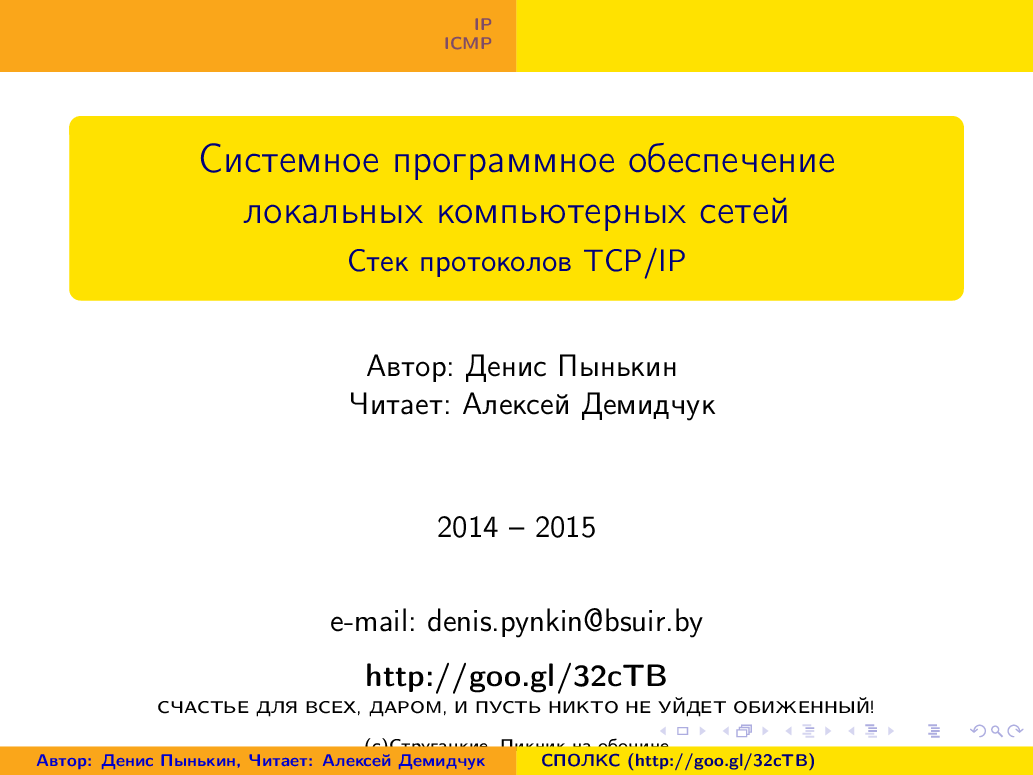 IP
ICMP
Системное программное обеспечение
локальных компьютерных сетей
Стек протоколов TCP/IP
Автор: Денис Пынькин
Читает: Алексей Демидчук
2014 – 2015
e-mail: denis.pynkin@bsuir.by
http://goo.gl/32cTB
СЧАСТЬЕ ДЛЯ ВСЕХ, ДАРОМ, И ПУСТЬ НИКТО НЕ УЙДЕТ ОБИЖЕННЫЙ!
(c)Стругацкие, Пикник на обочине
Автор: Денис Пынькин, Читает: Алексей Демидчук
СПОЛКС (http://goo.gl/32cTB)